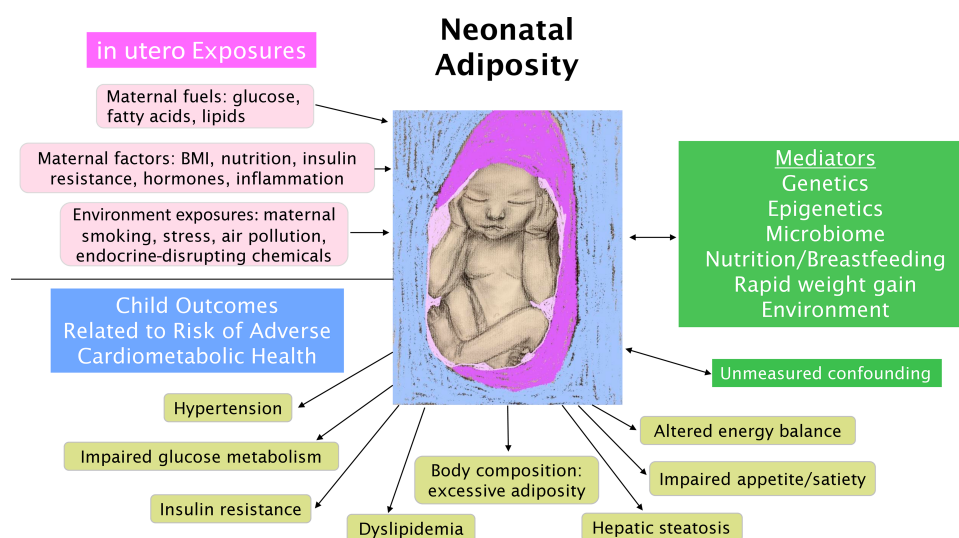 Neonatal
Adiposity
in utero Exposures
Maternal fuels: glucose,
fatty acids, lipids
Maternal factors: BMI, nutrition, insulin
resistance, hormones, inflammation
Environment exposures: maternal
smoking, stress, air pollution,
endocrine-disrupting chemicals
Mediators
Genetics
Epigenetics
Microbiome
Nutrition/Breastfeeding
Rapid weight gain
Environment
Child Outcomes
Related to Risk of Adverse
Cardiometabolic Health
Unmeasured confounding
Hypertension
Impaired glucose metabolism
Insulin resistance
Dyslipidemia
Body composition:
excessive adiposity
Hepatic steatosis
Impaired appetite/satiety
Altered energy balance